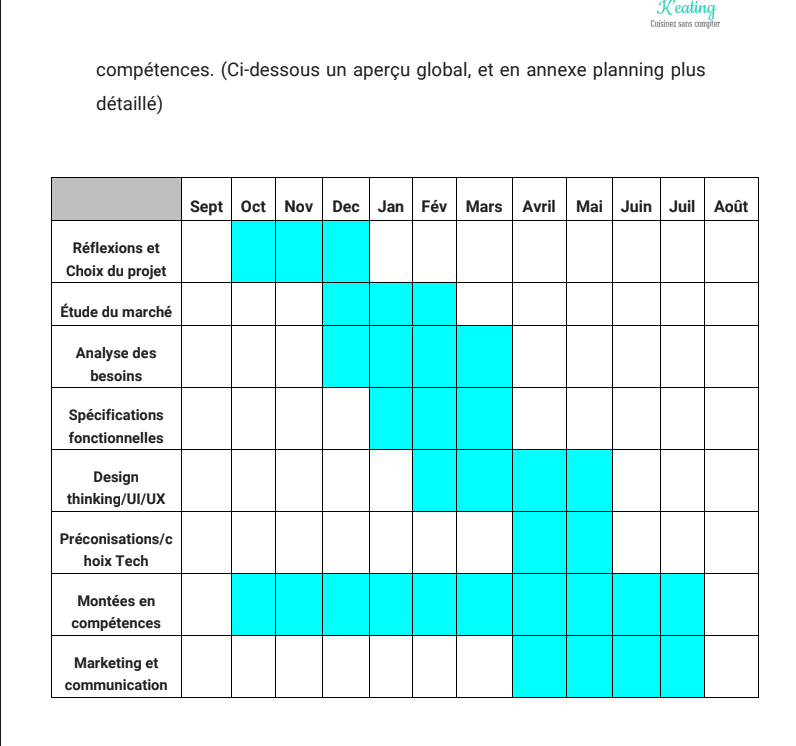 K'eating
Cuisinez sans compter
compétences. (Ci-dessous un aperçu global, et en annexe planning plus
détaillé)
Sept Oct Nov Dec Jan Fév Mars Avril Mai Juin Juil Août
Réflexions et
Choix du projet
Étude du marché
Analyse des
besoins
Spécifications
fonctionnelles
Design
thinking/UI/UX
Préconisations/c
hoix Tech
Montées en
compétences
Marketing et
communication